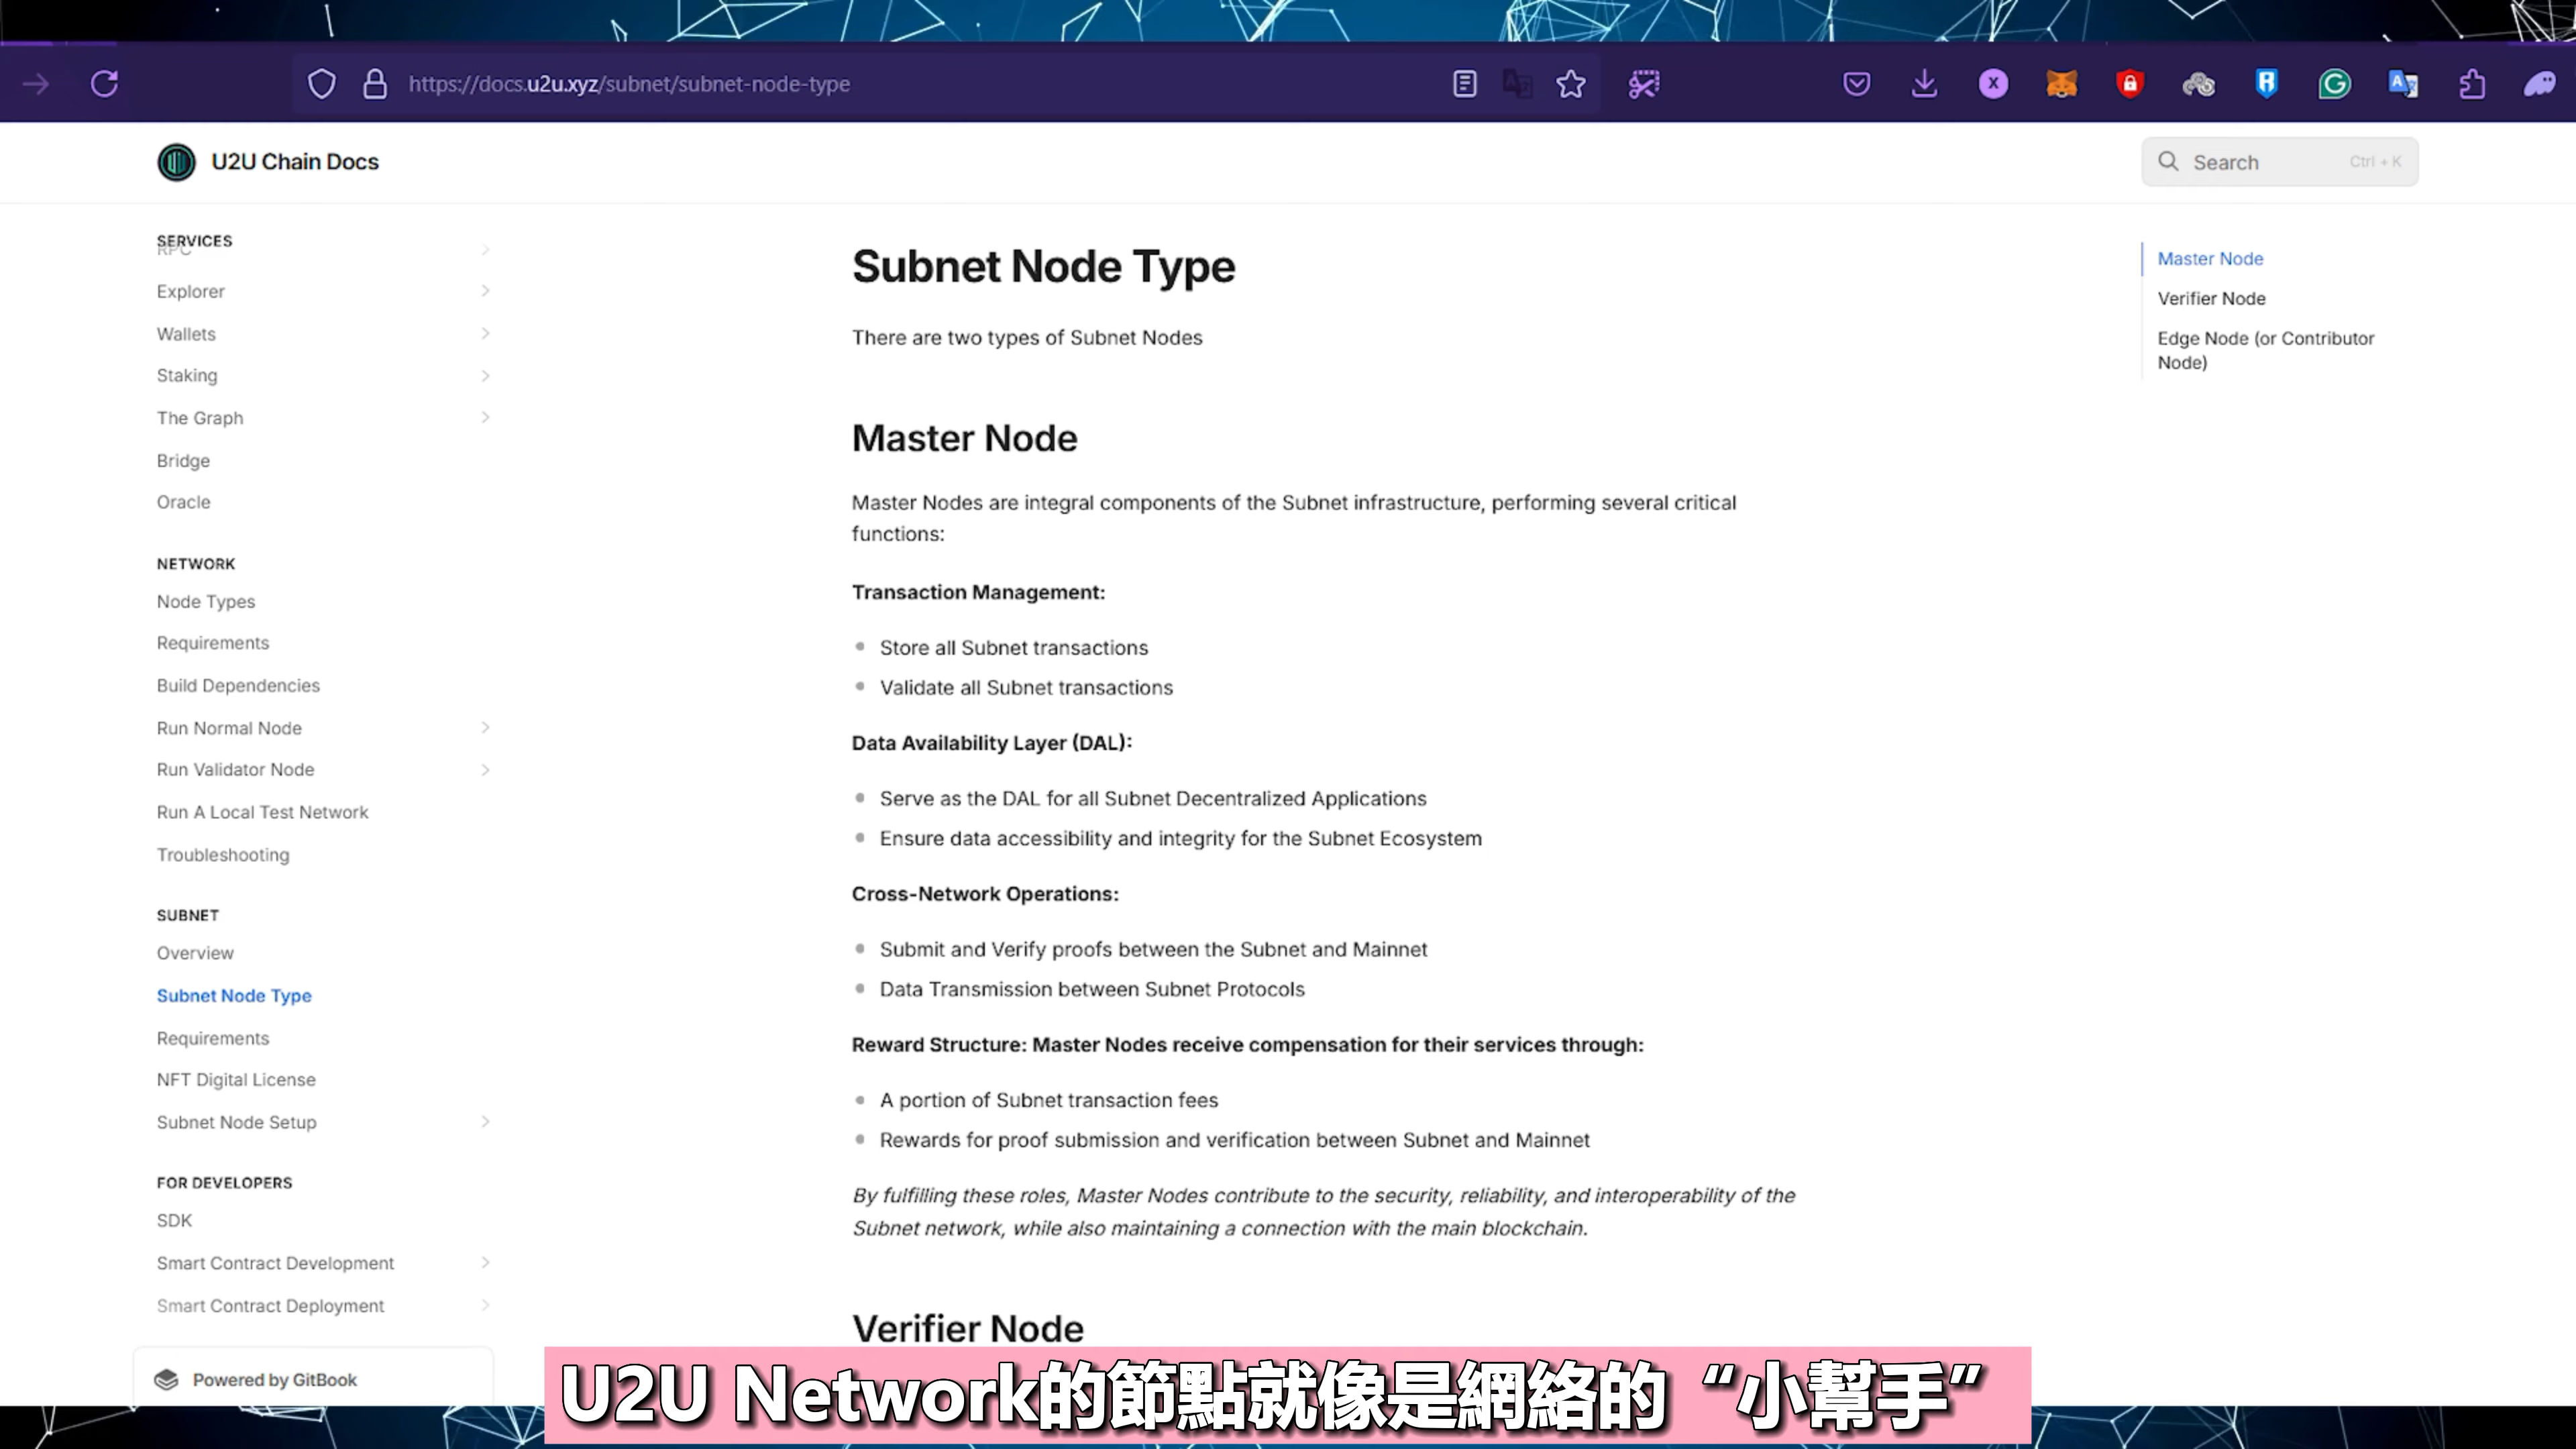 https://docs.u2u.xyz/subnet/subnet-node-type
U2U Chain Docs
Search
Ctrl + K
SERVICES
RPC
Explorer
Wallets
Staking
The Graph
Bridge
Oracle
NETWORK
Node Types
Requirements
Build Dependencies
Run Normal Node
Run Validator Node
Run A Local Test Network
Troubleshooting
SUBNET
Overview
Subnet Node Type
Requirements
NFT Digital License
Subnet Node Setup
FOR DEVELOPERS
SDK
Smart Contract Development
Smart Contract Deployment
Powered by GitBook
Subnet Node Type
There are two types of Subnet Nodes
Master Node
Master Nodes are integral components of the Subnet infrastructure, performing several critical
functions:
Transaction Management:
Store all Subnet transactions
Validate all Subnet transactions
Data Availability Layer (DAL):
Serve as the DAL for all Subnet Decentralized Applications
Ensure data accessibility and integrity for the Subnet Ecosystem
Cross-Network Operations:
Submit and Verify proofs between the Subnet and Mainnet
Data Transmission between Subnet Protocols
Reward Structure: Master Nodes receive compensation for their services through:
A portion of Subnet transaction fees
Rewards for proof submission and verification between Subnet and Mainnet
By fulfilling these roles, Master Nodes contribute to the security, reliability, and interoperability of the
Subnet network, while also maintaining a connection with the main blockchain.
Verifier Node
Master Node
Verifier Node
Edge Node (or Contributor
Node)
U2U Network的節點就像是網絡的“小幫手”